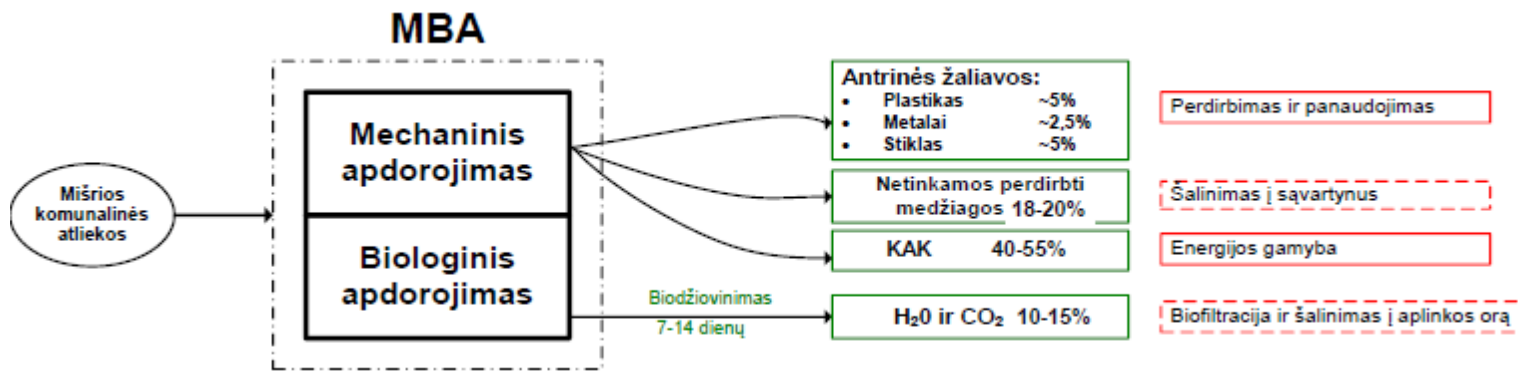 MBA
Mišrios
komunalinės
atliekos
Mechaninis
apdorojimas
Biologinis
apdorojimas
Biodžiovinimas
7-14 dienų
Antrinės žaliavos:
• Plastikas ~5%
• Metalai ~2,5%
• Stiklas ~5%
Perdirbimas ir panaudojimas
Netinkamos perdirbti
medžiagos 18-20%
Šalinimas į sąvartynus
KAK 40-55%
Energijos gamyba
H₂0 ir CO₂ 10-15%
Biofiltracija ir šalinimas į aplinkos orą